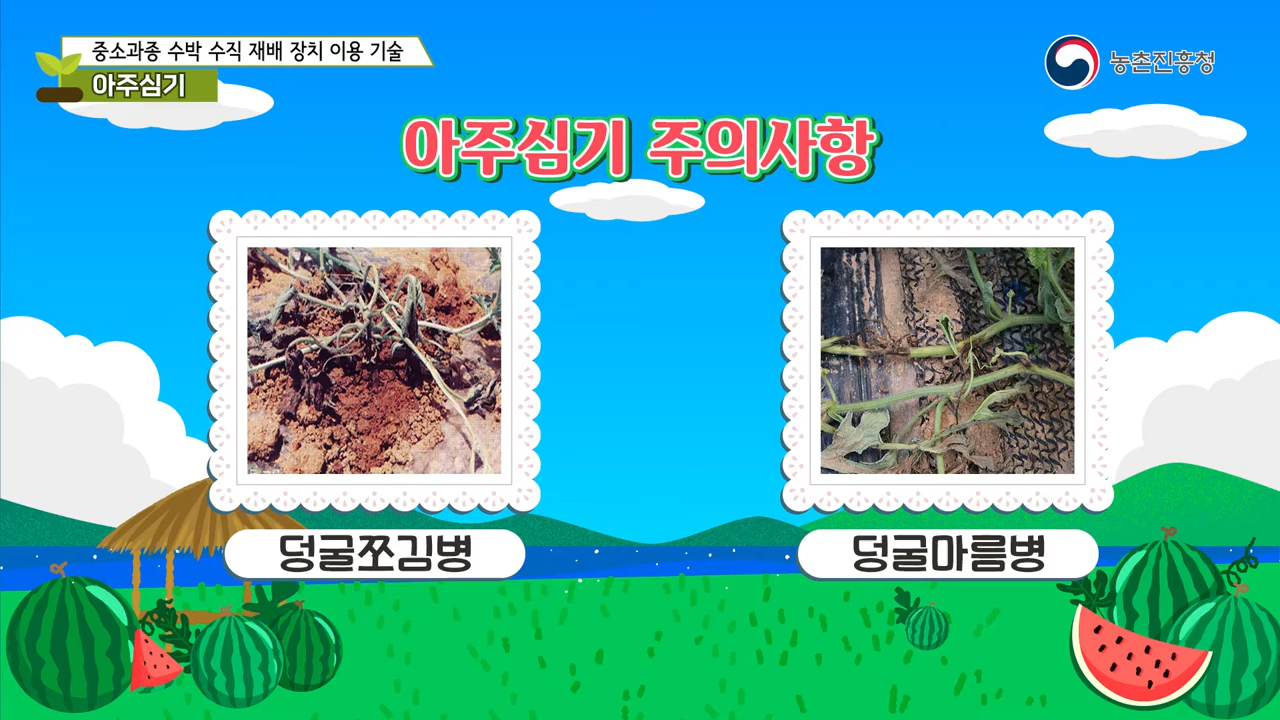 중소과종 수박 수직 재배 장치 이용 기술
아주심기
농촌진흥청
아주심기 주의사항
덩굴쪼김병
덩굴마름병